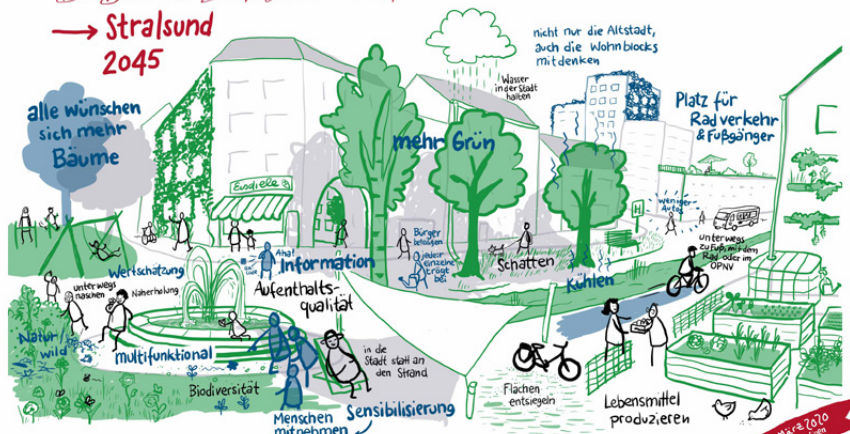 → Stralsund
2045
nicht nur die Altstadt,
auch die Wohnblocks
mitdenken
Wasser
in der Stadt
halten
alle wünschen
sich mehr
Bäume
mehr Grün
Platz für
Radverkehr
& Fußgänger
Eisdiele
weniger
Autos
H
unterwegs
zu Fuß, mit dem
Rad oder im
ÖPNV
Bürger
beteiligen
jeder
einzelne
trägt
bei
Aha!
Information
Schatten
Kühlen
Wertschätzung
unterwegs
naschen
Naherholung
Aufenthalts-
qualität
Natur/
wild
multifunktional
in die
Stadt statt an
den Strand
Biodiversität
Menschen
mitnehmen
Sensibilisierung
Flächen
entsiegeln
Lebensmittel
produzieren
März 2020